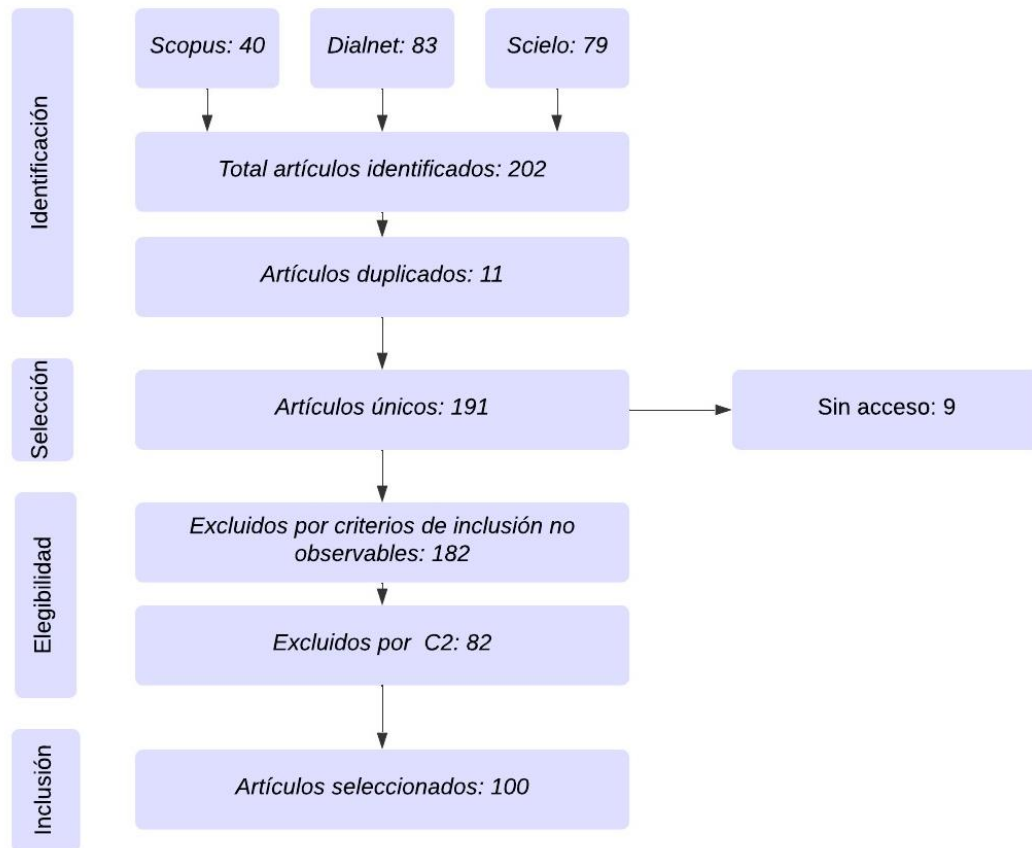 Identificación
Scopus: 40
Dialnet: 83
Scielo: 79
Total artículos identificados: 202
Artículos duplicados: 11
Selección
Artículos únicos: 191
Sin acceso: 9
Elegibilidad
Excluidos por criterios de inclusión no
observables: 182
Excluidos por C2: 82
Inclusión
Artículos seleccionados: 100